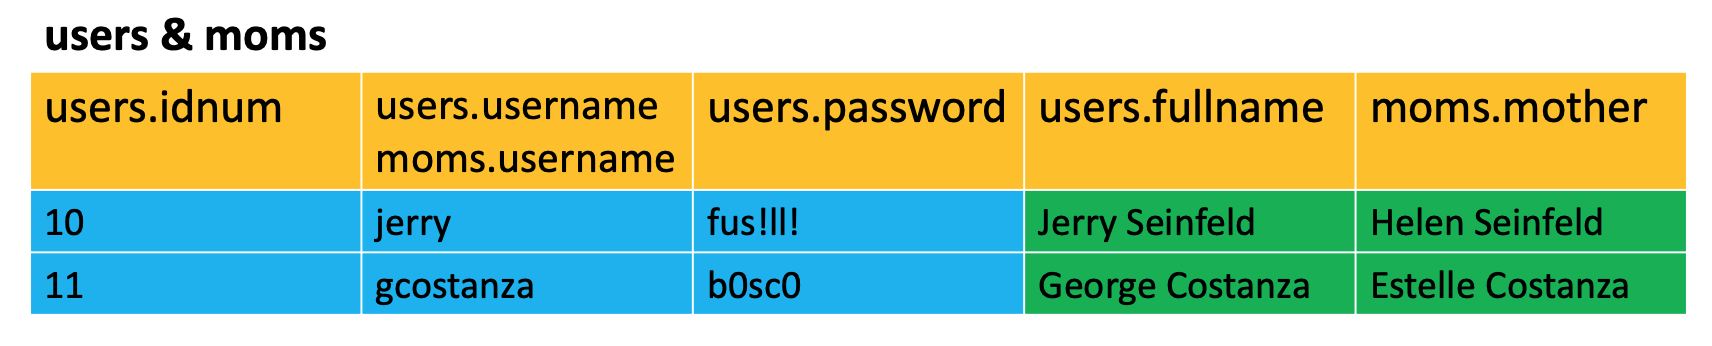 users & moms
users.idnum users.username users.password users.fullname moms.mother
moms.username
10 jerry fus!ll! Jerry Seinfeld Helen Seinfeld
11 gcostanza b0sc0 George Costanza Estelle Costanza